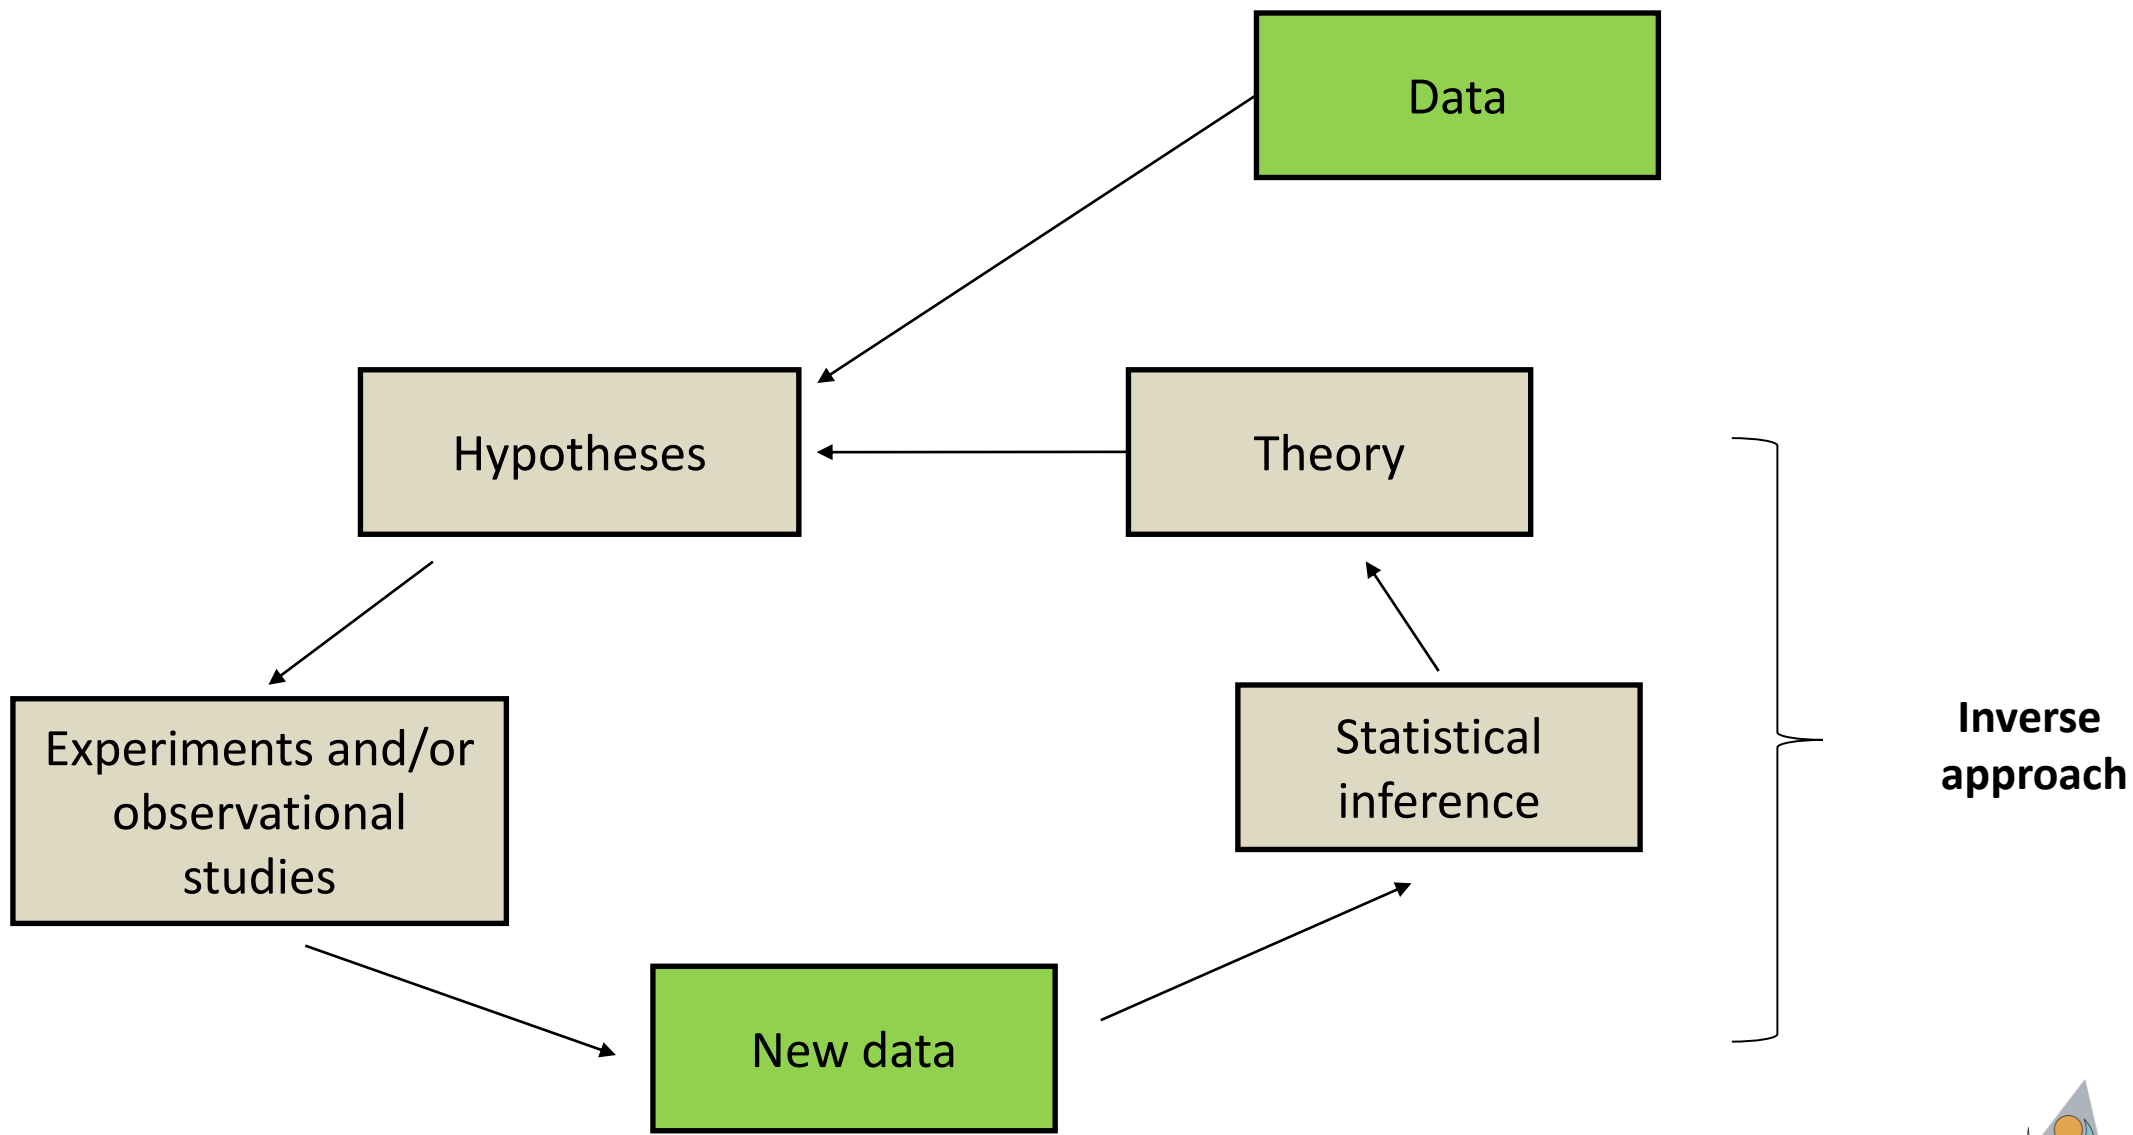 Data
Hypotheses
Theory
Experiments and/or
observational
studies
Statistical
inference
Inverse
approach
New data